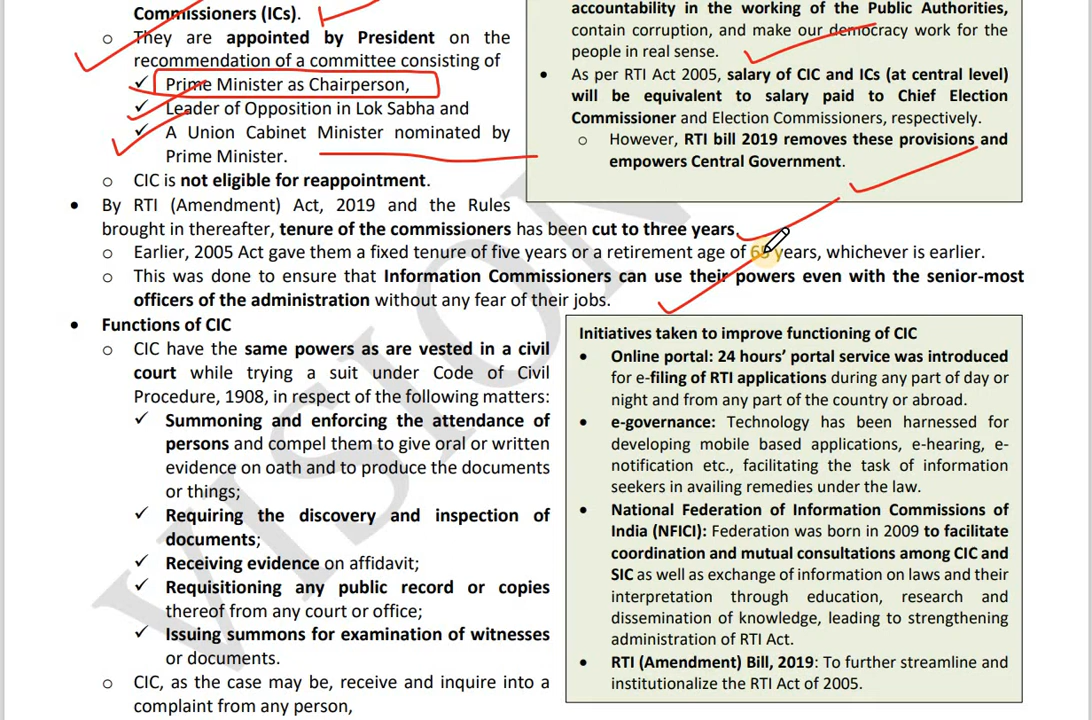 Commissioners (ICs).
o They are appointed by President on the
recommendation of a committee consisting of
✓ Prime Minister as Chairperson,
✓ Leader of Opposition in Lok Sabha and
✓ A Union Cabinet Minister nominated by
Prime Minister.
o CIC is not eligible for reappointment.
accountability in the working of the Public Authorities,
contain corruption, and make our democracy work for the
people in real sense.
• As per RTI Act 2005, salary of CIC and ICs (at central level)
will be equivalent to salary paid to Chief Election
Commissioner and Election Commissioners, respectively.
o However, RTI bill 2019 removes these provisions and
empowers Central Government.
• By RTI (Amendment) Act, 2019 and the Rules
brought in thereafter, tenure of the commissioners has been cut to three years.
o Earlier, 2005 Act gave them a fixed tenure of five years or a retirement age of 65 years, whichever is earlier.
o This was done to ensure that Information Commissioners can use their powers even with the senior-most
officers of the administration without any fear of their jobs.
• Functions of CIC
o CIC have the same powers as are vested in a civil
court while trying a suit under Code of Civil
Procedure, 1908, in respect of the following matters:
✓ Summoning and enforcing the attendance of
persons and compel them to give oral or written
evidence on oath and to produce the documents
or things;
✓ Requiring the discovery and inspection of
documents;
✓ Receiving evidence on affidavit;
✓ Requisitioning any public record or copies
thereof from any court or office;
✓ Issuing summons for examination of witnesses
or documents.
o CIC, as the case may be, receive and inquire into a
complaint from any person,
Initiatives taken to improve functioning of CIC
• Online portal: 24 hours’ portal service was introduced
for e-filing of RTI applications during any part of day or
night and from any part of the country or abroad.
• e-governance: Technology has been harnessed for
developing mobile based applications, e-hearing, e-
notification etc., facilitating the task of information
seekers in availing remedies under the law.
• National Federation of Information Commissions of
India (NFICI): Federation was born in 2009 to facilitate
coordination and mutual consultations among CIC and
SIC as well as exchange of information on laws and their
interpretation through education, research and
dissemination of knowledge, leading to strengthening
administration of RTI Act.
• RTI (Amendment) Bill, 2019: To further streamline and
institutionalize the RTI Act of 2005.
VISION